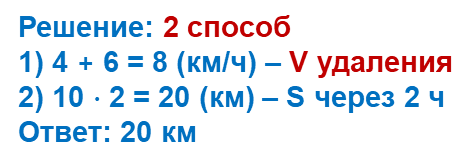 Решение: 2 способ
1) 4 + 6 = 8 (км/ч) – V удаления
2) 10 · 2 = 20 (км) – S через 2 ч
Ответ: 20 км